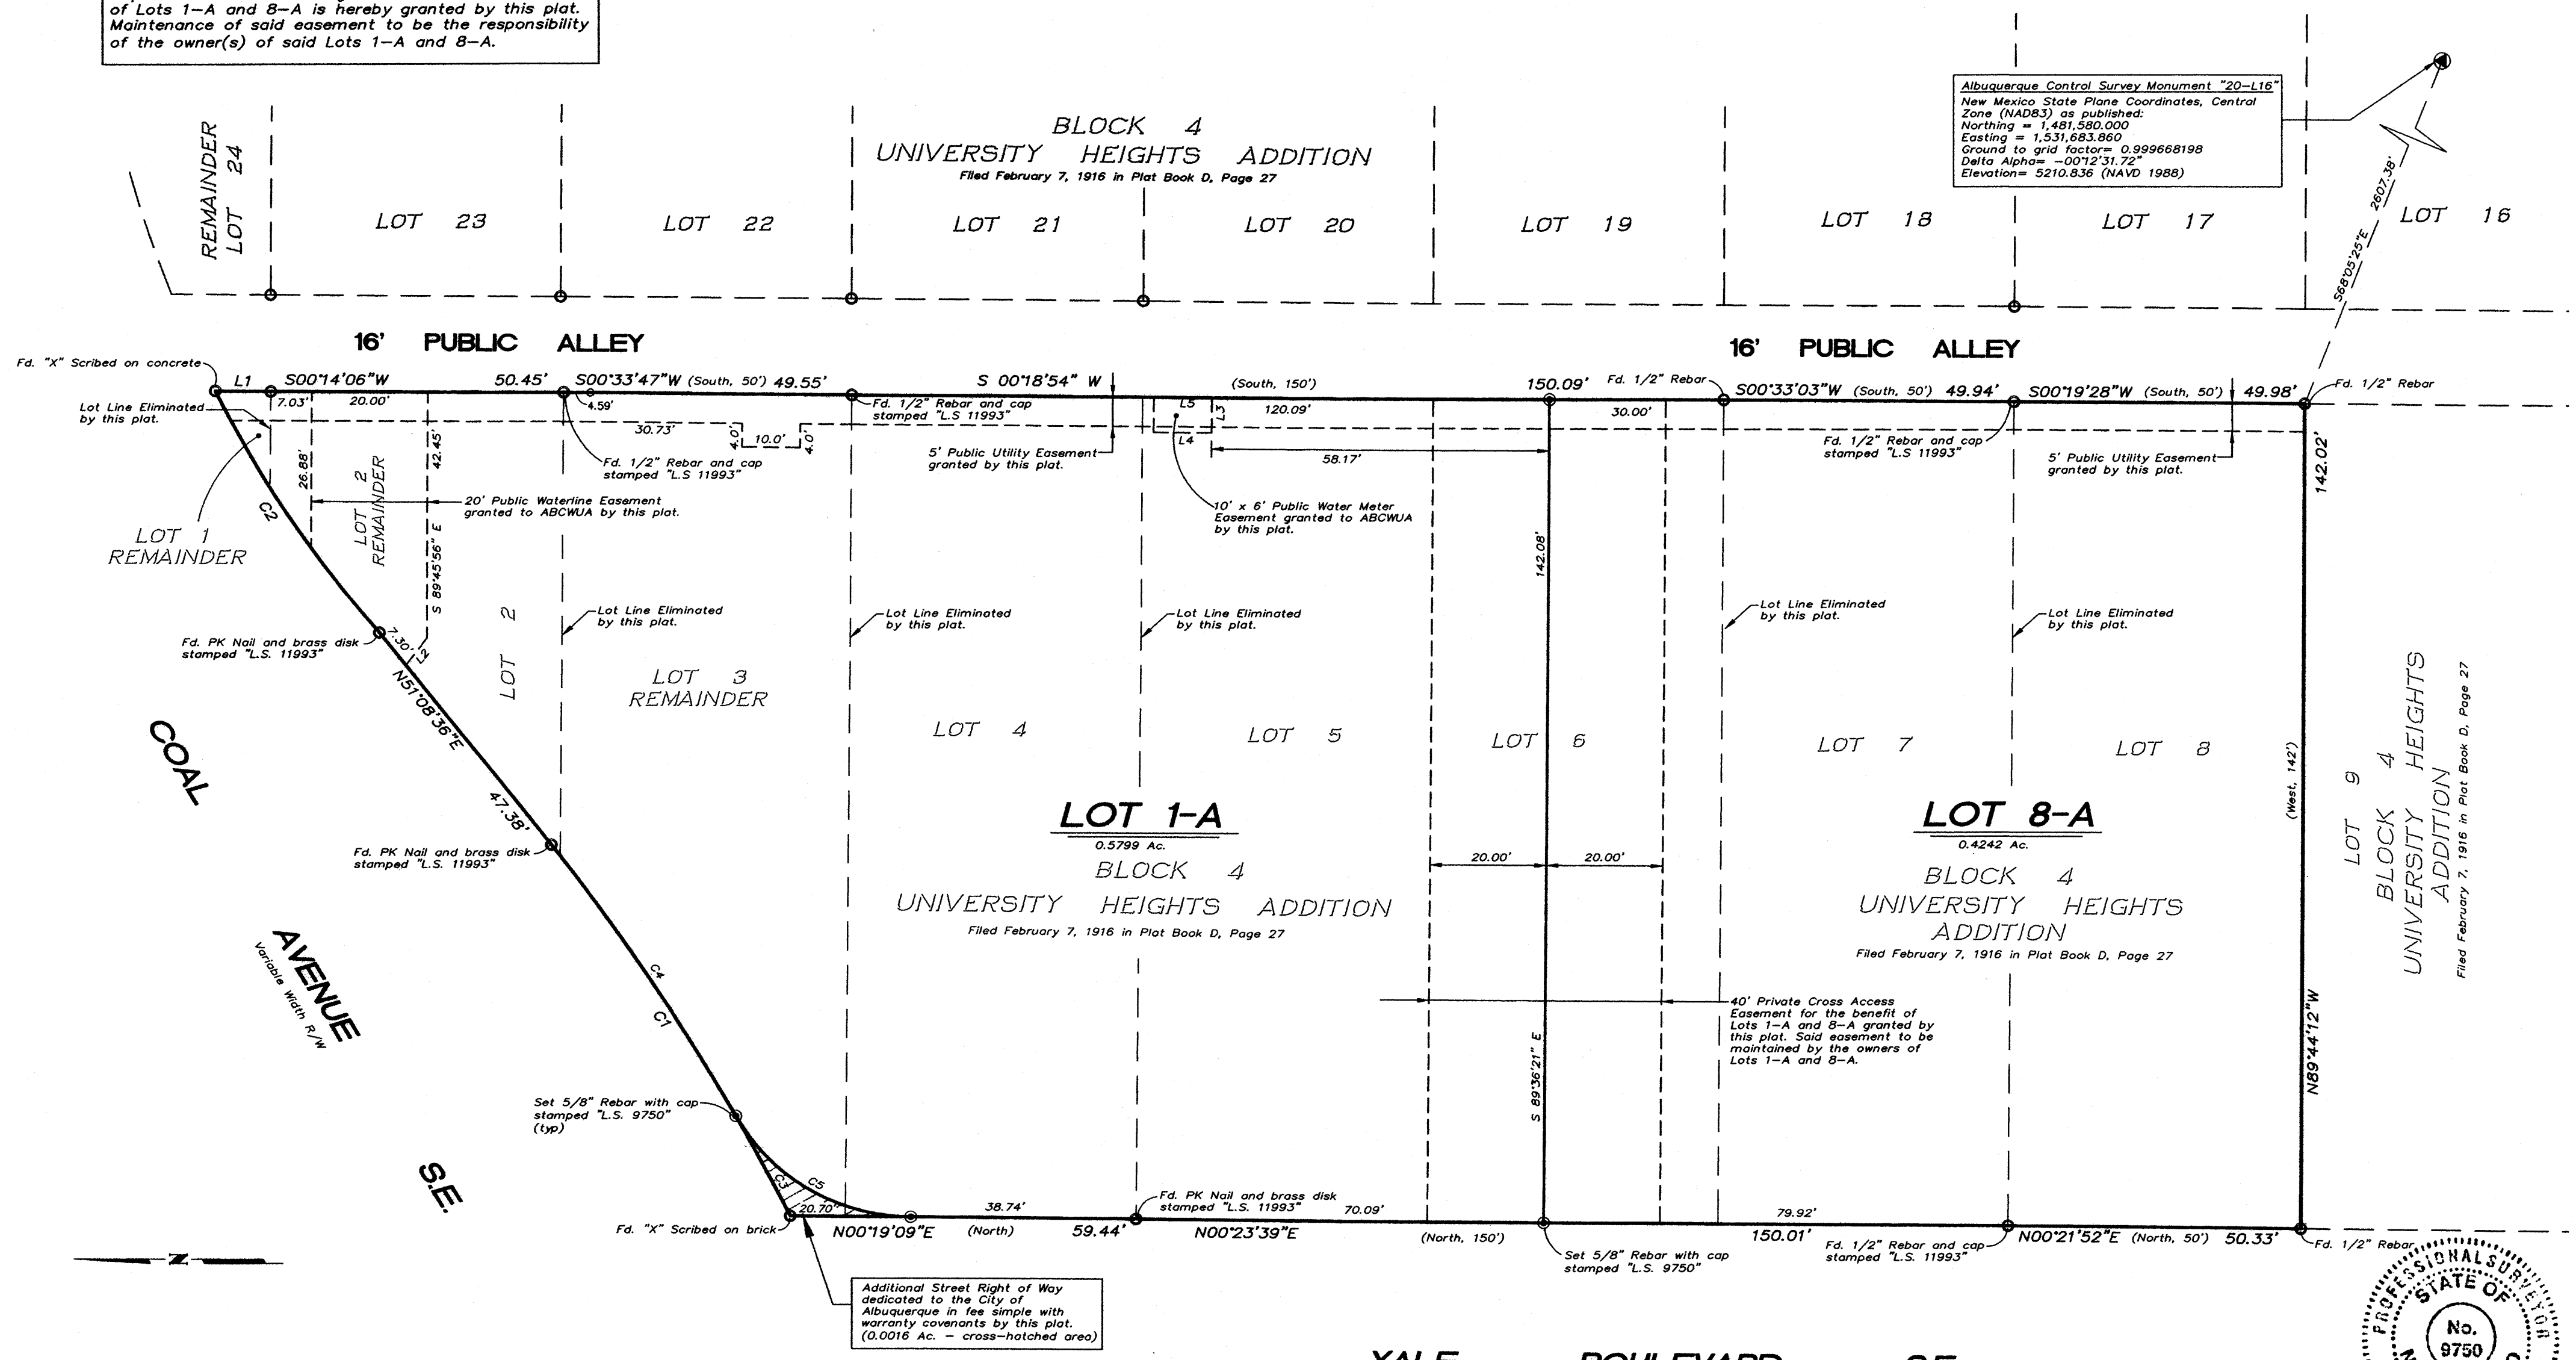 of Lots 1-A and 8-A is hereby granted by this plat.
Maintenance of said easement to be the responsibility
of the owner(s) of said Lots 1-A and 8-A.
Albuquerque Control Survey Monument "20-L16"
New Mexico State Plane Coordinates, Central
Zone (NAD83) as published:
Northing = 1,481,580.000
Easting = 1,531,683.860
Ground to grid factor= 0.999668198
Delta Alpha= -00°12'31.72"
Elevation= 5210.836 (NAVD 1988)
S68°05'25"E 2607.38'
BLOCK 4
UNIVERSITY HEIGHTS ADDITION
Filed February 7, 1916 in Plat Book D, Page 27
REMAINDER
LOT 24
LOT 23
LOT 22
LOT 21
LOT 20
LOT 19
LOT 18
LOT 17
LOT 16
16' PUBLIC ALLEY
16' PUBLIC ALLEY
Fd. "X" Scribed on concrete
L1
S00°14'06"W
50.45'
S00°33'47"W (South, 50') 49.55'
S 00°18'54" W
(South, 150')
150.09'
Fd. 1/2" Rebar
S00°33'03"W (South, 50') 49.94'
S00°19'28"W (South, 50') 49.98'
Fd. 1/2" Rebar
Lot Line Eliminated
by this plat.
7.03'
20.00'
4.59'
Fd. 1/2" Rebar and cap
stamped "L.S 11993"
L5
L3
L4
120.09'
30.00'
30.73'
4.0'
10.0'
4.0'
Fd. 1/2" Rebar and cap
stamped "L.S 11993"
5' Public Utility Easement
granted by this plat.
58.17'
Fd. 1/2" Rebar and cap
stamped "L.S 11993"
5' Public Utility Easement
granted by this plat.
142.02'
26.88'
42.45'
LOT 2
REMAINDER
20' Public Waterline Easement
granted to ABCWUA by this plat.
10' x 6' Public Water Meter
Easement granted to ABCWUA
by this plat.
C2
LOT 1
REMAINDER
S 89°45'56" E
142.08'
Fd. PK Nail and brass disk
stamped "L.S. 11993"
7.30'
L2
LOT 2
Lot Line Eliminated
by this plat.
Lot Line Eliminated
by this plat.
Lot Line Eliminated
by this plat.
Lot Line Eliminated
by this plat.
Lot Line Eliminated
by this plat.
N51°08'36"E
47.38'
LOT 3
REMAINDER
LOT 4
LOT 5
LOT 6
LOT 7
LOT 8
(West, 142')
LOT 9
BLOCK 4
UNIVERSITY HEIGHTS
ADDITION
Filed February 7, 1916 in Plat Book D, Page 27
COAL
AVENUE
Variable Width R/W
S.E.
Fd. PK Nail and brass disk
stamped "L.S. 11993"
LOT 1-A
0.5799 Ac.
BLOCK 4
UNIVERSITY HEIGHTS ADDITION
Filed February 7, 1916 in Plat Book D, Page 27
20.00'
20.00'
LOT 8-A
0.4242 Ac.
BLOCK 4
UNIVERSITY HEIGHTS
ADDITION
Filed February 7, 1916 in Plat Book D, Page 27
C4
C1
40' Private Cross Access
Easement for the benefit of
Lots 1-A and 8-A granted by
this plat. Said easement to be
maintained by the owners of
Lots 1-A and 8-A.
S 89°36'21" E
N89°44'12"W
Set 5/8" Rebar with cap
stamped "L.S. 9750"
(typ)
C3
C5
20.70'
Fd. "X" Scribed on brick
N00°19'09"E
(North)
38.74'
59.44'
Fd. PK Nail and brass disk
stamped "L.S. 11993"
N00°23'39"E
70.09'
(North, 150')
Set 5/8" Rebar with cap
stamped "L.S. 9750"
79.92'
150.01'
Fd. 1/2" Rebar and cap
stamped "L.S. 11993"
N00°21'52"E (North, 50') 50.33'
Fd. 1/2" Rebar
N
Additional Street Right of Way
dedicated to the City of
Albuquerque in fee simple with
warranty covenants by this plat.
(0.0016 Ac. - cross-hatched area)
YALE BOULEVARD S.E.
PROFESSIONAL SURVEYOR
STATE OF
No.
9750